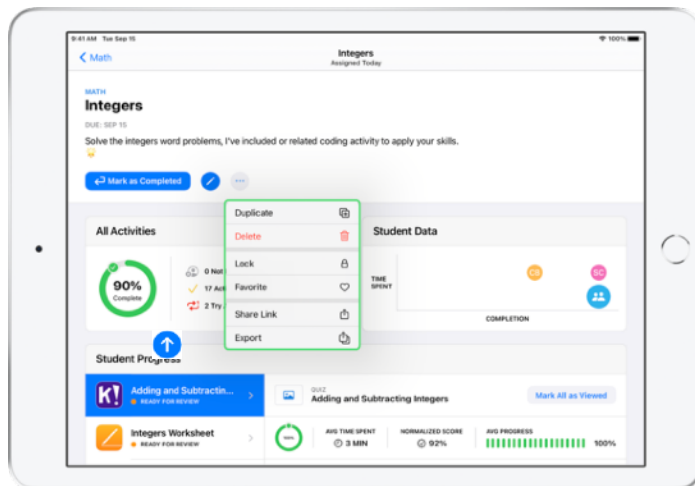 9:41 AM Tue Sep 15
100%
Math
Integers
Assigned Today
MATH
Integers
DUE: SEP 15
Solve the integers word problems, I've included or related coding activity to apply your skills.
Mark as Completed
Duplicate
Delete
Lock
Favorite
Share Link
Export
All Activities
90%
Complete
0 Not
17 Act
2 Try
Student Data
TIME
SPENT
CB
SC
COMPLETION
Student Progress
K!
Adding and Subtractin...
READY FOR REVIEW
QUIZ
Adding and Subtracting Integers
Mark All as Viewed
Integers Worksheet
READY FOR REVIEW
100%
AVG TIME SPENT
3 MIN
NORMALIZED SCORE
92%
AVG PROGRESS
100%